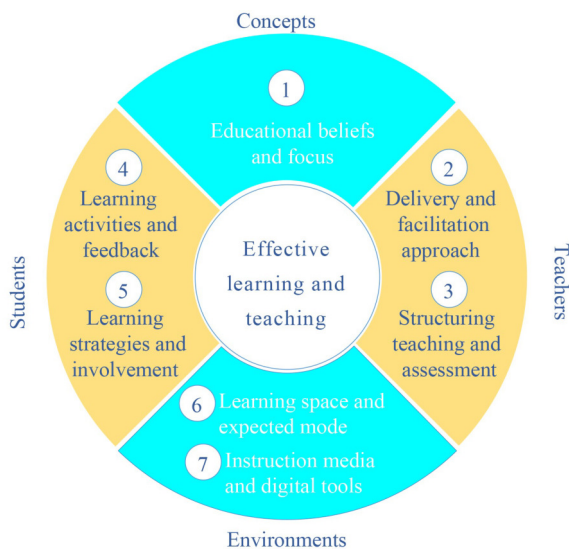 Concepts
1
Educational beliefs
and focus
2
Delivery and
facilitation
approach
3
Structuring
teaching and
assessment
Teachers
4
Learning
activities and
feedback
5
Learning
strategies and
involvement
Students
Effective
learning and
teaching
6
Learning space and
expected mode
7
Instruction media
and digital tools
Environments